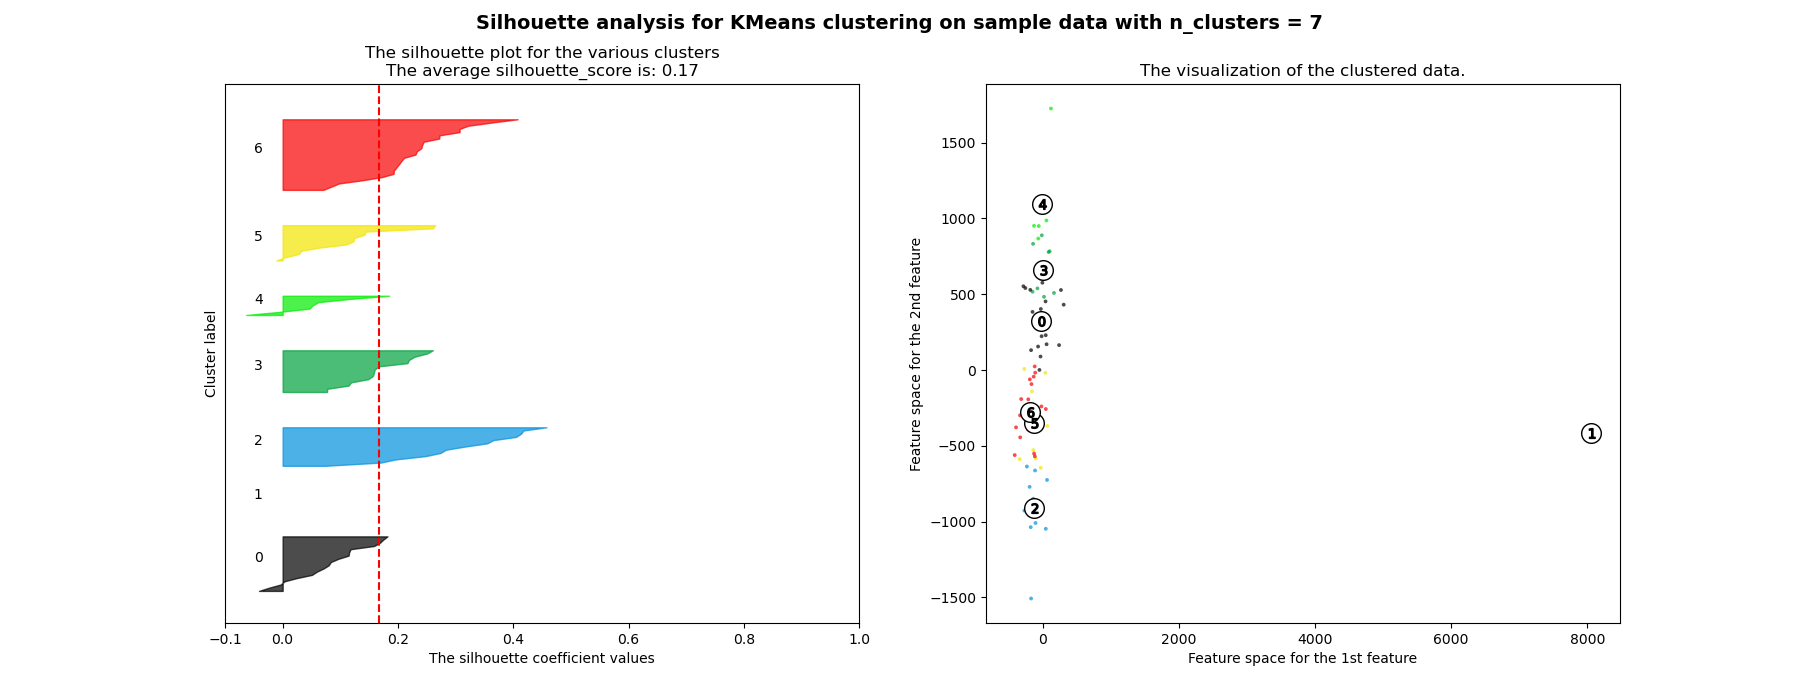 Silhouette analysis for KMeans clustering on sample data with n_clusters = 7
The silhouette plot for the various clusters
The average silhouette_score is: 0.17
6
5
4
3
2
1
0
Cluster label
−0.1 0.0 0.2 0.4 0.6 0.8 1.0
The silhouette coefficient values
The visualization of the clustered data.
1500
1000
500
0
−500
−1000
−1500
Feature space for the 2nd feature
4
3
0
6
5
1
2
0 2000 4000 6000 8000
Feature space for the 1st feature